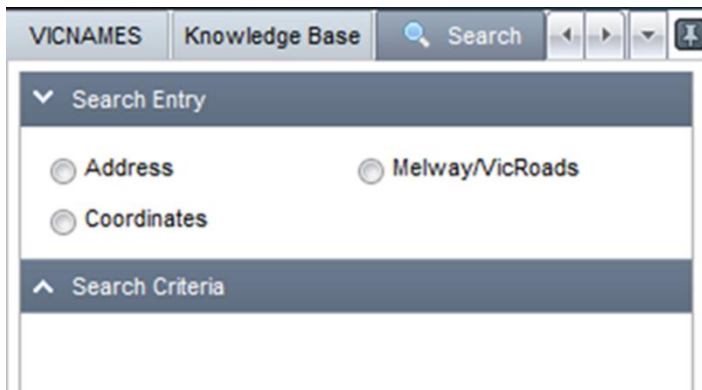 VICNAMES Knowledge Base Search
Search Entry
Address Melway/VicRoads
Coordinates
Search Criteria